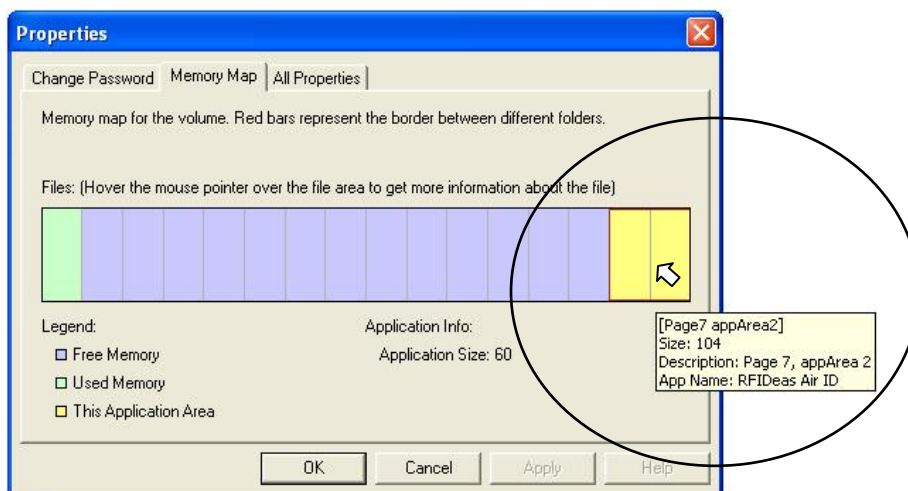 Properties
Change Password Memory Map All Properties
Memory map for the volume. Red bars represent the border between different folders.
Files: (Hover the mouse pointer over the file area to get more information about the file)
Legend:
Free Memory
Used Memory
This Application Area
Application Info:
Application Size: 60
[Page7 appArea2]
Size: 104
Description: Page 7, appArea 2
App Name: RFIDeas Air ID
OK Cancel Apply Help